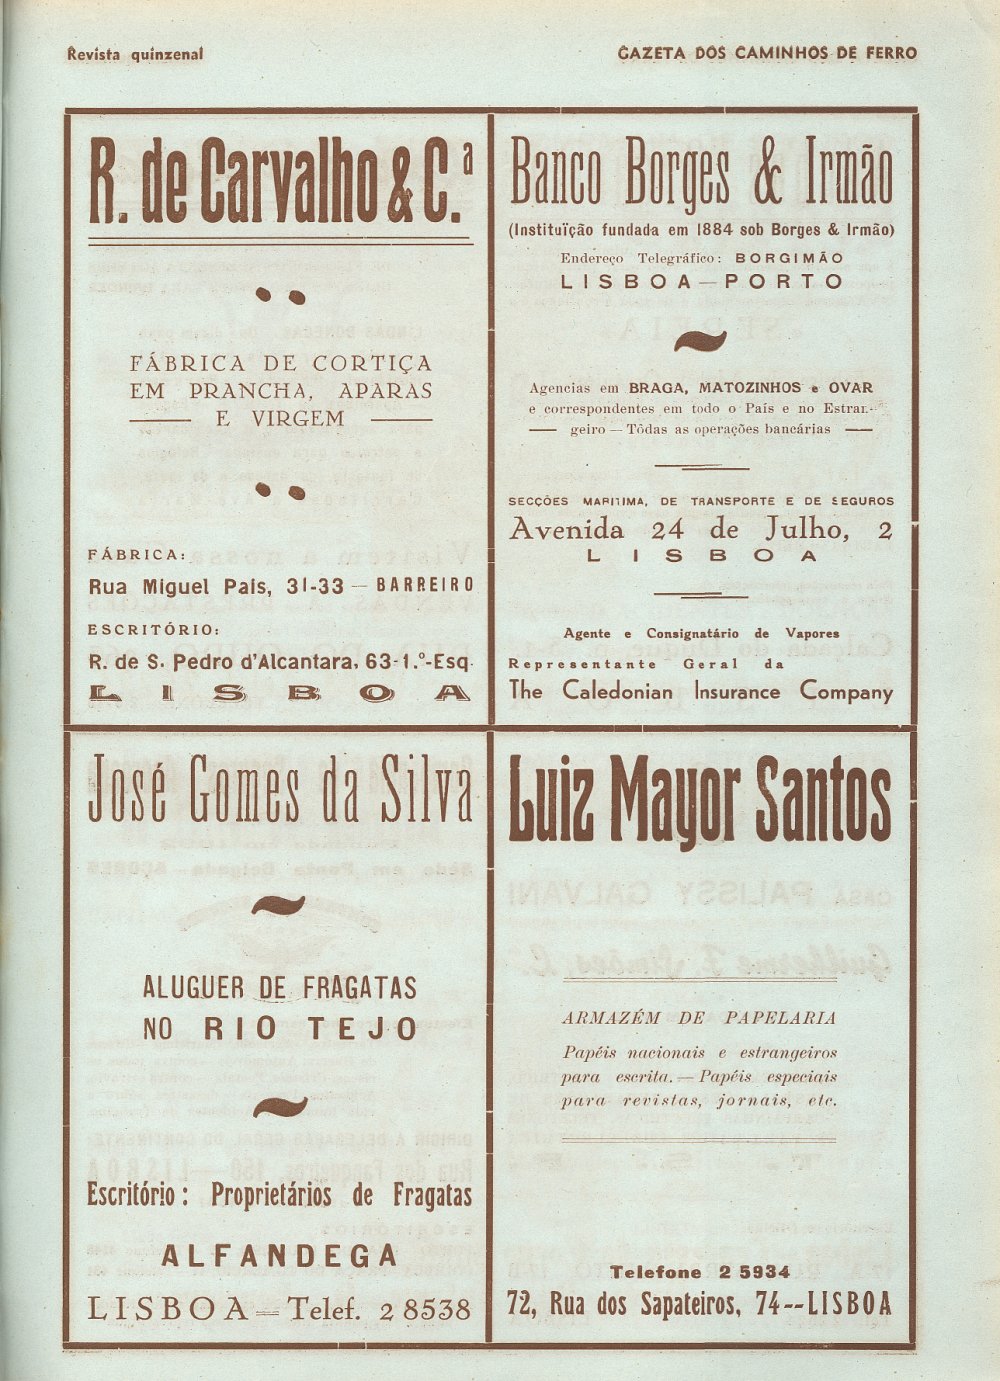 Revista quinzenal
GAZETA DOS CAMINHOS DE FERRO
R. de Carvalho & C.ª
FÁBRICA DE CORTIÇA
EM PRANCHA, APARAS
E VIRGEM
FÁBRICA:
Rua Miguel Pais, 31-33 — BARREIRO
ESCRITÓRIO:
R. de S. Pedro d'Alcantara, 63-1.º-Esq.
LISBOA
Banco Borges & Irmão
(Instituïção fundada em 1884 sob Borges & Irmão)
Endereço Telegráfico: BORGIMÃO
LISBOA — PORTO
Agencias em BRAGA, MATOZINHOS e OVAR
e correspondentes em todo o País e no Estran-
geiro — Tôdas as operações bancárias
SECÇÕES MARITIMA, DE TRANSPORTE E DE SEGUROS
Avenida 24 de Julho, 2
LISBOA
Agente e Consignatário de Vapores
Representante Geral da
The Caledonian Insurance Company
José Gomes da Silva
ALUGUER DE FRAGATAS
NO RIO TEJO
Escritório: Proprietários de Fragatas
ALFANDEGA
LISBOA — Telef. 2 8538
Luiz Mayor Santos
ARMAZÉM DE PAPELARIA
Papéis nacionais e estrangeiros
para escrita. — Papéis especiais
para revistas, jornais, etc.
Telefone 2 5934
72, Rua dos Sapateiros, 74--LISBOA